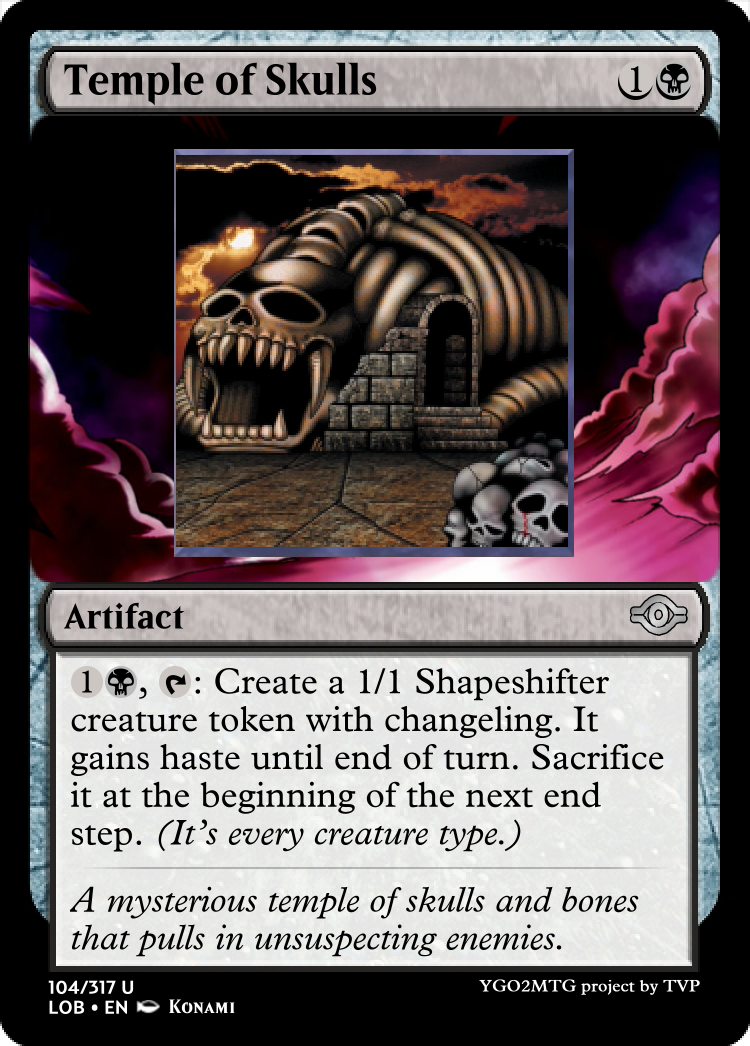 Temple of Skulls 1
Artifact
1, : Create a 1/1 Shapeshifter
creature token with changeling. It
gains haste until end of turn. Sacrifice
it at the beginning of the next end
step. (It's every creature type.)
A mysterious temple of skulls and bones
that pulls in unsuspecting enemies.
104/317 U
YGO2MTG project by TVP
LOB • EN KONAMI